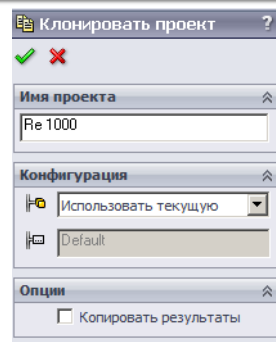 Клонировать проект ?
Имя проекта
Re 1000
Конфигурация
Использовать текущую
Default
Опции
Копировать результаты